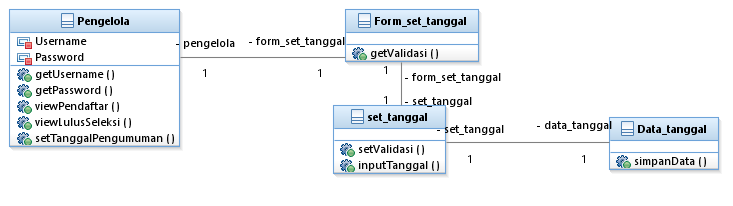 Pengelola
Username
Password
getUsername ( )
getPassword ( )
viewPendaftar ( )
viewLulusSeleksi ( )
setTanggalPengumuman ( )
- pengelola
- form_set_tanggal
1
1
Form_set_tanggal
getValidasi ( )
1
- form_set_tanggal
1
- set_tanggal
set_tanggal
setValidasi ( )
inputTanggal ( )
- set_tanggal
- data_tanggal
1
1
Data_tanggal
simpanData ( )